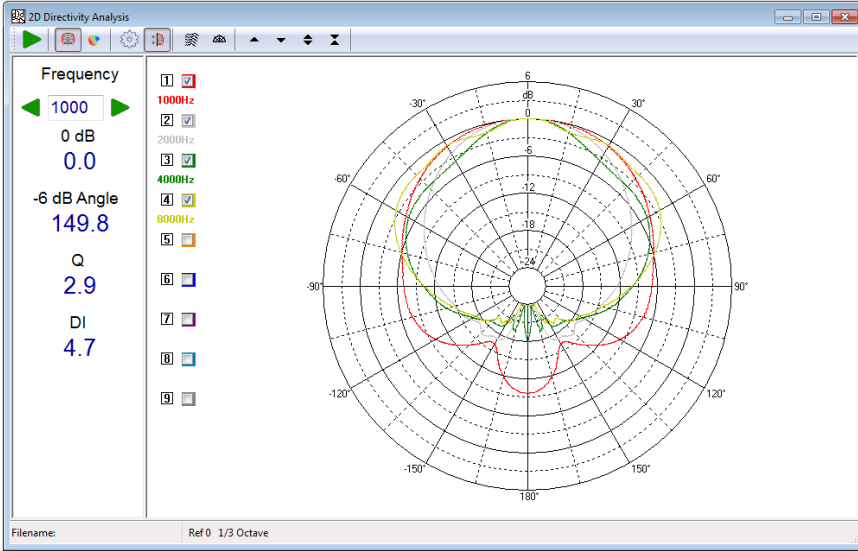 2D Directivity Analysis
Frequency
1000
0 dB
0.0
-6 dB Angle
149.8
Q
2.9
DI
4.7
1
1000Hz
2
2000Hz
3
4000Hz
4
8000Hz
5
6
7
8
9
6
dB
0
-6
-12
-18
-24
-30°
30°
-60°
60°
-90°
90°
-120°
120°
-150°
150°
180°
Filename:
Ref 0 1/3 Octave